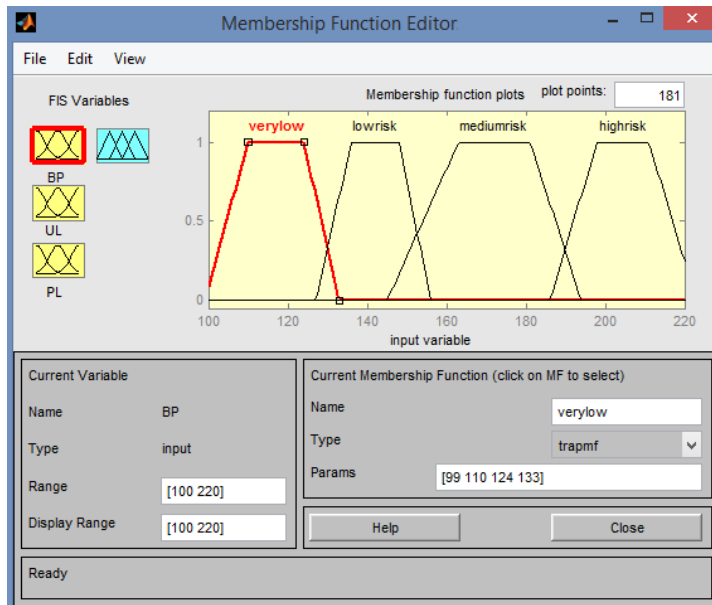 Membership Function Editor
File Edit View
FIS Variables
Membership function plots plot points: 181
BP
UL
PL
verylow lowrisk mediumrisk highrisk
1
0.5
0
100 120 140 160 180 200 220
input variable
Current Variable
Name BP
Type input
Range [100 220]
Display Range [100 220]
Current Membership Function (click on MF to select)
Name verylow
Type trapmf
Params [99 110 124 133]
Help Close
Ready